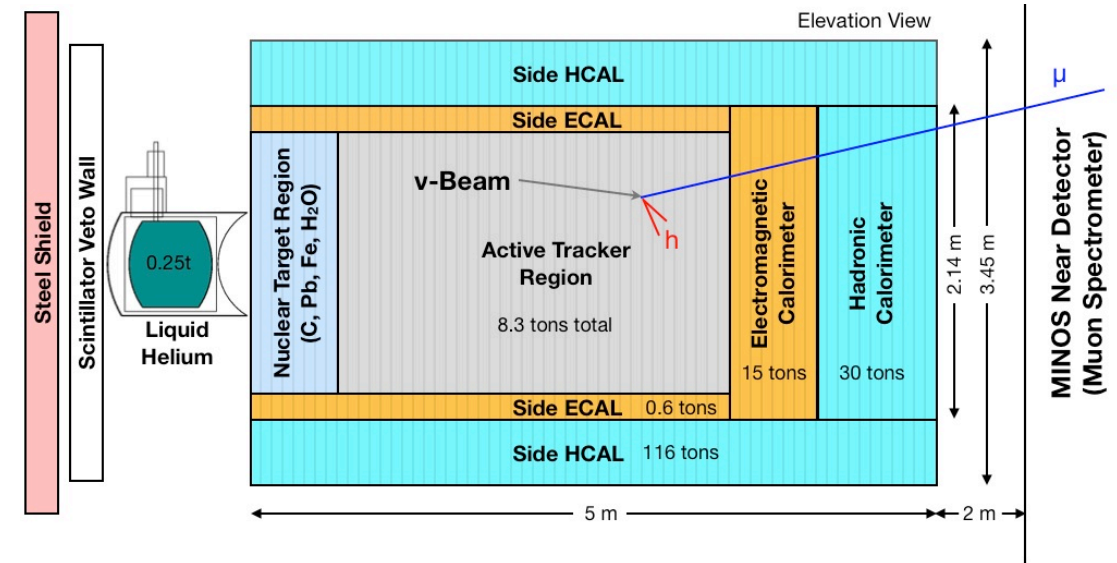 Elevation View
Steel Shield
Scintillator Veto Wall
0.25t
Liquid
Helium
Side HCAL
Side ECAL
Nuclear Target Region
(C, Pb, Fe, H₂O)
ν-Beam
h
μ
Active Tracker
Region
8.3 tons total
Electromagnetic
Calorimeter
15 tons
Hadronic
Calorimeter
30 tons
Side ECAL 0.6 tons
Side HCAL 116 tons
2.14 m
3.45 m
5 m
2 m
MINOS Near Detector
(Muon Spectrometer)